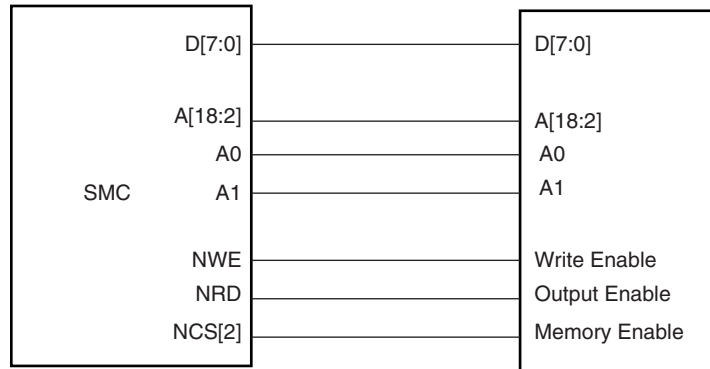 D[7:0] D[7:0]
A[18:2] A[18:2]
A0 A0
SMC A1 A1
NWE Write Enable
NRD Output Enable
NCS[2] Memory Enable